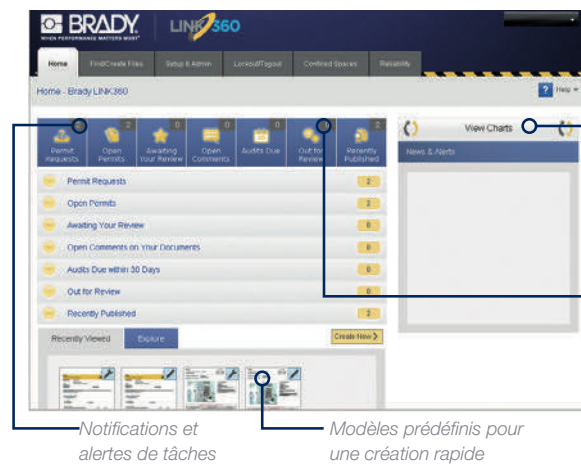 BRADY.
WHEN PERFORMANCE MATTERS MOST
LINK360
Home
Find/Create Files
Setup & Admin
Lockout/Tagout
Confined Spaces
Reliability
Home - Brady LINK360
? Help
2 0 0 0 2
Permit Requests
Open Permits
Awaiting Your Review
Open Comments
Audits Due
Out for Review
Recently Published
View Charts
News & Alerts
Permit Requests 2
Open Permits 2
Awaiting Your Review 0
Open Comments on Your Documents 0
Audits Due within 30 Days 0
Out for Review 0
Recently Published 2
Recently Viewed
Explore
Create New
Notifications et
alertes de tâches
Modèles prédéfinis pour
une création rapide